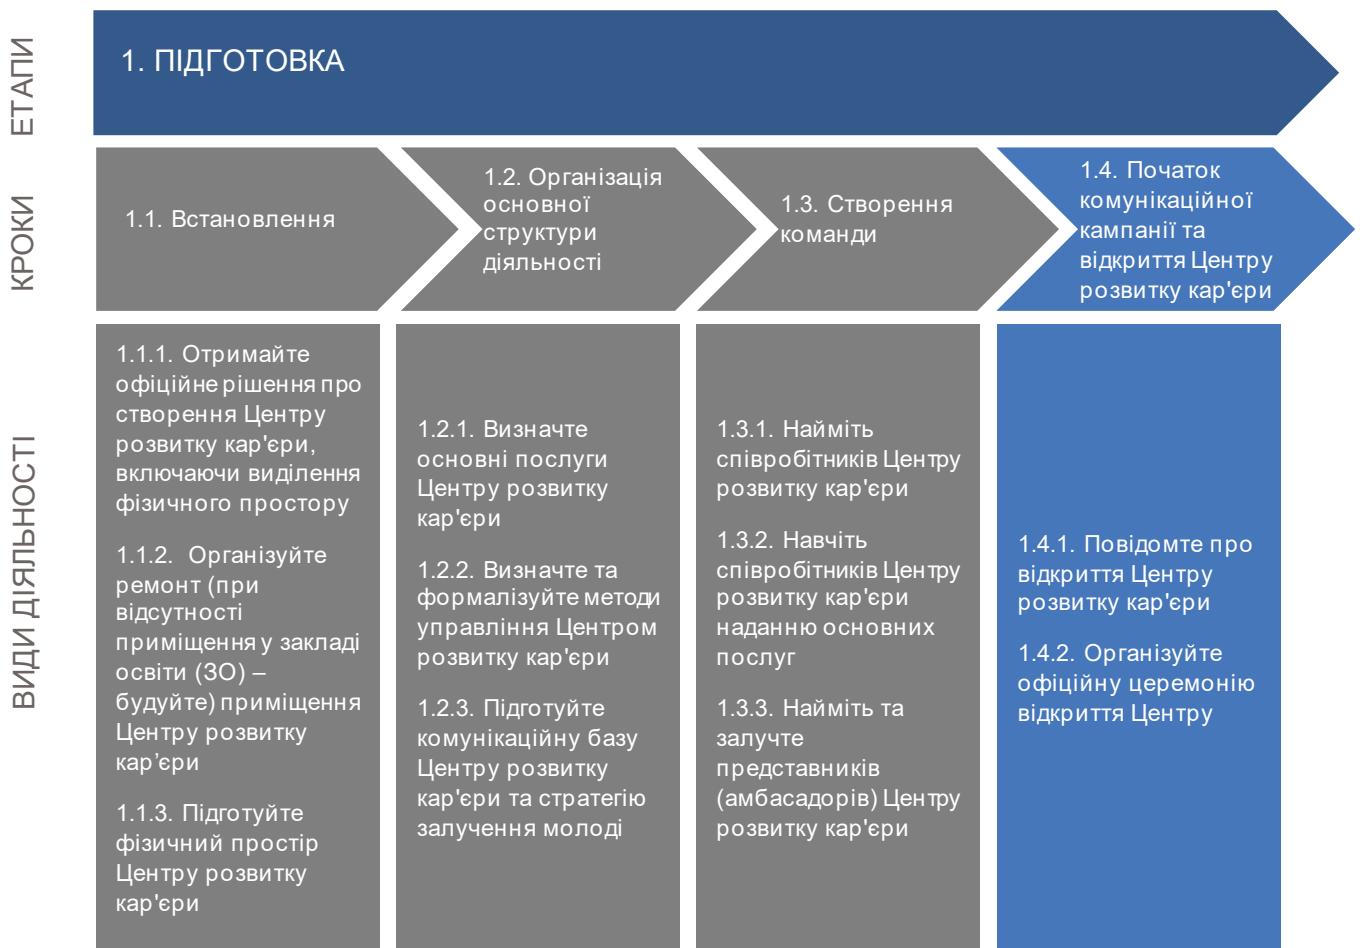 ЕТАПИ
1. ПІДГОТОВКА
КРОКИ
1.1. Встановлення
1.2. Організація
основної
структури
діяльності
1.3. Створення
команди
1.4. Початок
комунікаційної
кампанії та
відкриття Центру
розвитку кар'єри
ВИДИ ДІЯЛЬНОСТІ
1.1.1. Отримайте
офіційне рішення про
створення Центру
розвитку кар'єри,
включаючи виділення
фізичного простору
1.1.2. Організуйте
ремонт (при
відсутності
приміщення у закладі
освіти (ЗО) –
будуйте) приміщення
Центру розвитку
кар’єри
1.1.3. Підготуйте
фізичний простір
Центру розвитку
кар'єри
1.2.1. Визначте
основні послуги
Центру розвитку
кар'єри
1.2.2. Визначте та
формалізуйте методи
управління Центром
розвитку кар'єри
1.2.3. Підготуйте
комунікаційну базу
Центру розвитку
кар'єри та стратегію
залучення молоді
1.3.1. Найміть
співробітників Центру
розвитку кар'єри
1.3.2. Навчіть
співробітників Центру
розвитку кар'єри
наданню основних
послуг
1.3.3. Найміть та
залучте
представників
(амбасадорів) Центру
розвитку кар'єри
1.4.1. Повідомте про
відкриття Центру
розвитку кар'єри
1.4.2. Організуйте
офіційну церемонію
відкриття Центру